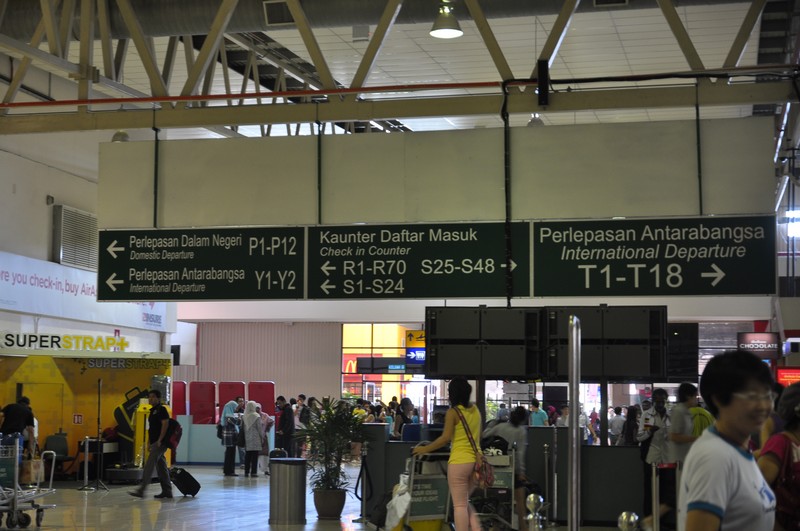 ← Perlepasan Dalam Negeri P1-P12
Domestic Departure
← Perlepasan Antarabangsa Y1-Y2
International Departure
Kaunter Daftar Masuk
Check in Counter
← R1-R70 S25-S48 →
← S1-S24
Perlepasan Antarabangsa
International Departure
T1-T18 →
e you check-in, buy
SUPERSTRAP+
SUPERSTRAP+
CHOCOLATE